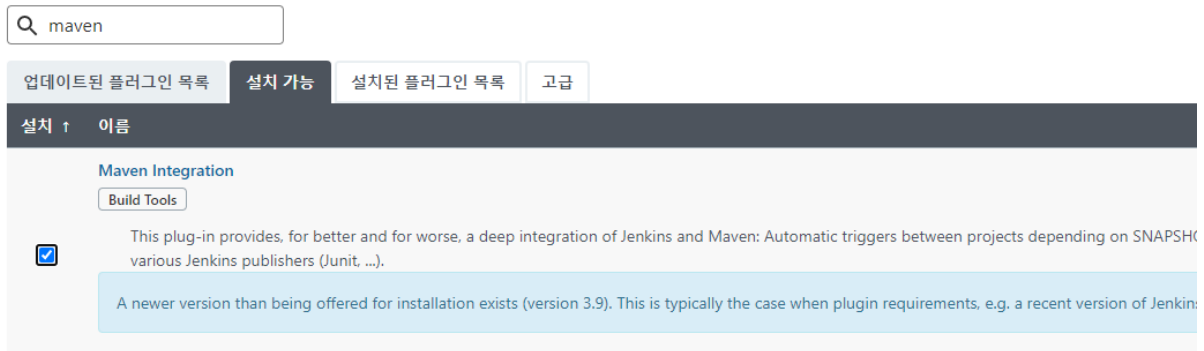 maven
업데이트된 플러그인 목록 설치 가능 설치된 플러그인 목록 고급
설치 ↑ 이름
Maven Integration
Build Tools
This plug-in provides, for better and for worse, a deep integration of Jenkins and Maven: Automatic triggers between projects depending on
various Jenkins publishers (Junit, ...).
A newer version than being offered for installation exists (version 3.9). This is typically the case when plugin requirements, e.g. a recent version of